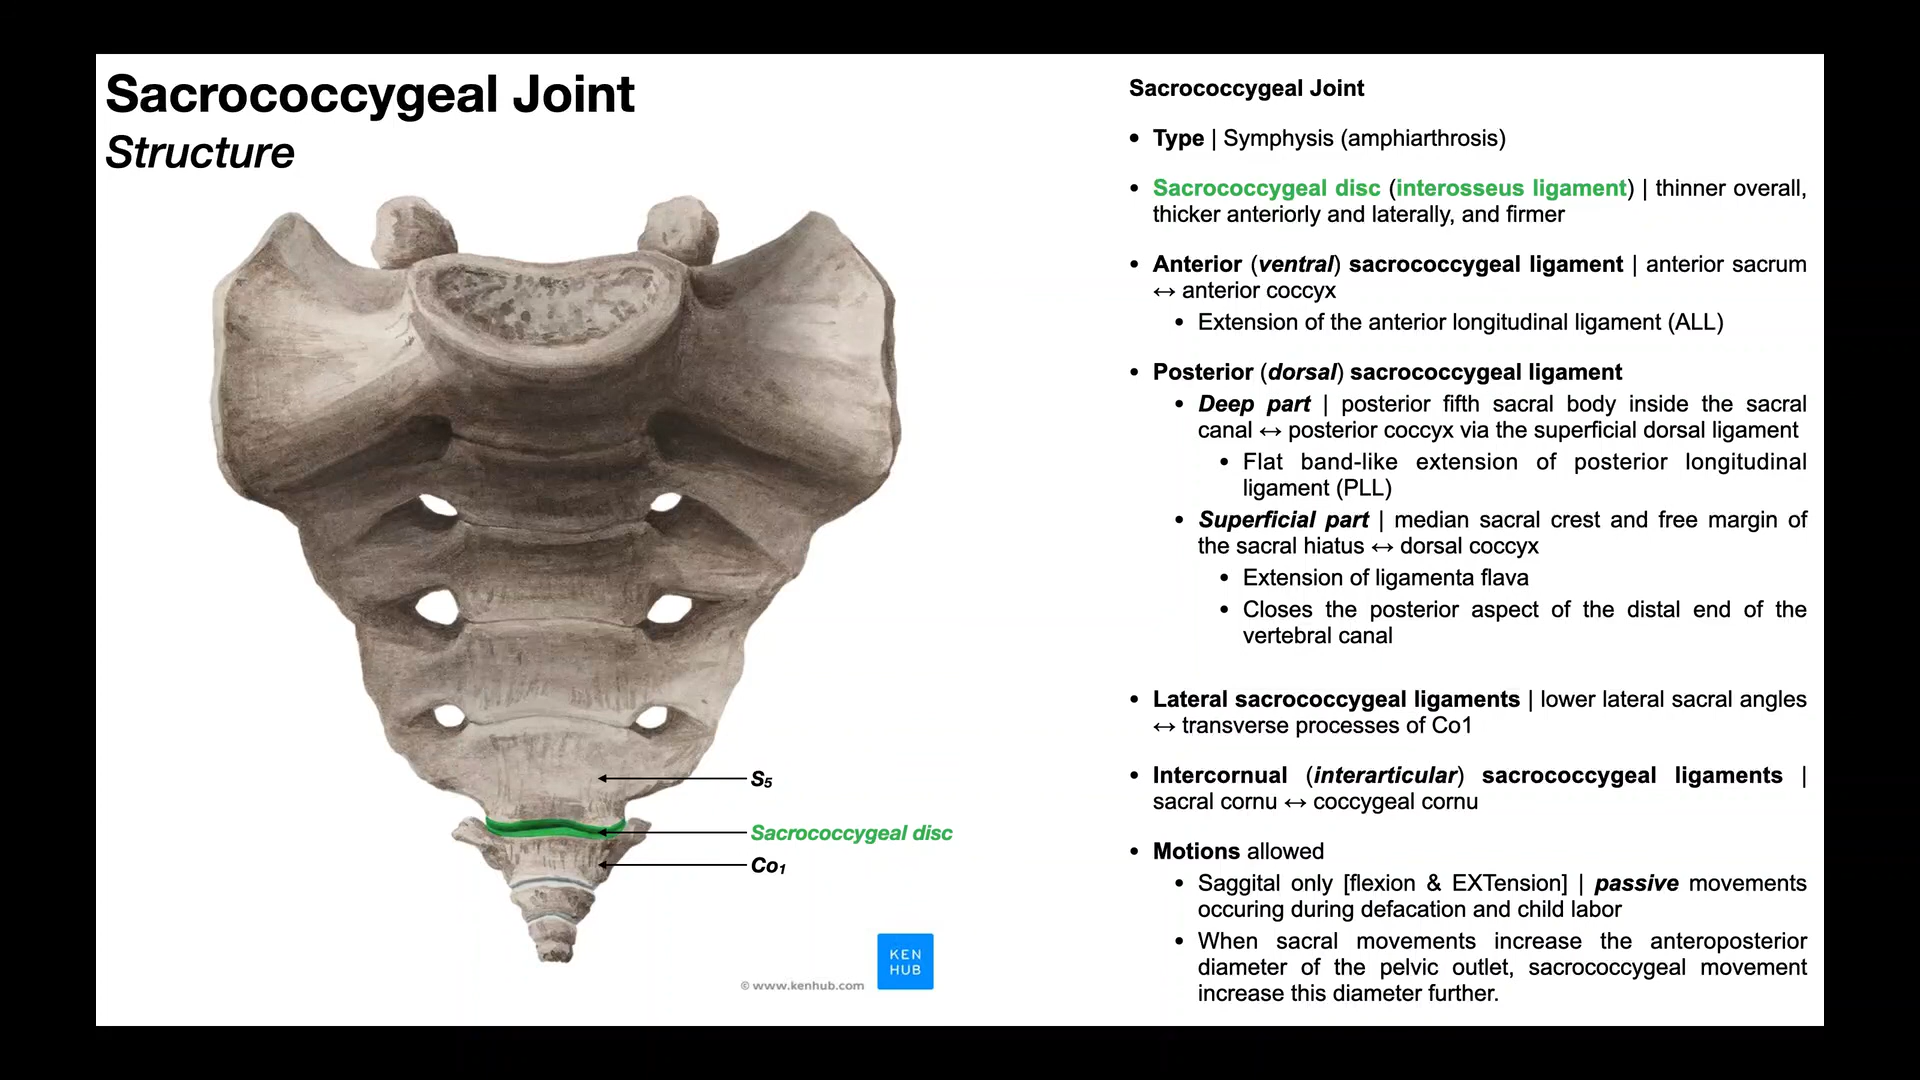 Sacrococcygeal Joint
Structure
S5
Sacrococcygeal disc
Co1
KEN
HUB
© www.kenhub.com
Sacrococcygeal Joint
• Type | Symphysis (amphiarthrosis)
• Sacrococcygeal disc (interosseus ligament) | thinner overall,
thicker anteriorly and laterally, and firmer
• Anterior (ventral) sacrococcygeal ligament | anterior sacrum
↔ anterior coccyx
• Extension of the anterior longitudinal ligament (ALL)
• Posterior (dorsal) sacrococcygeal ligament
• Deep part | posterior fifth sacral body inside the sacral
canal ↔ posterior coccyx via the superficial dorsal ligament
• Flat band-like extension of posterior longitudinal
ligament (PLL)
• Superficial part | median sacral crest and free margin of
the sacral hiatus ↔ dorsal coccyx
• Extension of ligamenta flava
• Closes the posterior aspect of the distal end of the
vertebral canal
• Lateral sacrococcygeal ligaments | lower lateral sacral angles
↔ transverse processes of Co1
• Intercornual (interarticular) sacrococcygeal ligaments |
sacral cornu ↔ coccygeal cornu
• Motions allowed
• Saggital only [flexion & EXTension] | passive movements
occuring during defacation and child labor
• When sacral movements increase the anteroposterior
diameter of the pelvic outlet, sacrococcygeal movement
increase this diameter further.